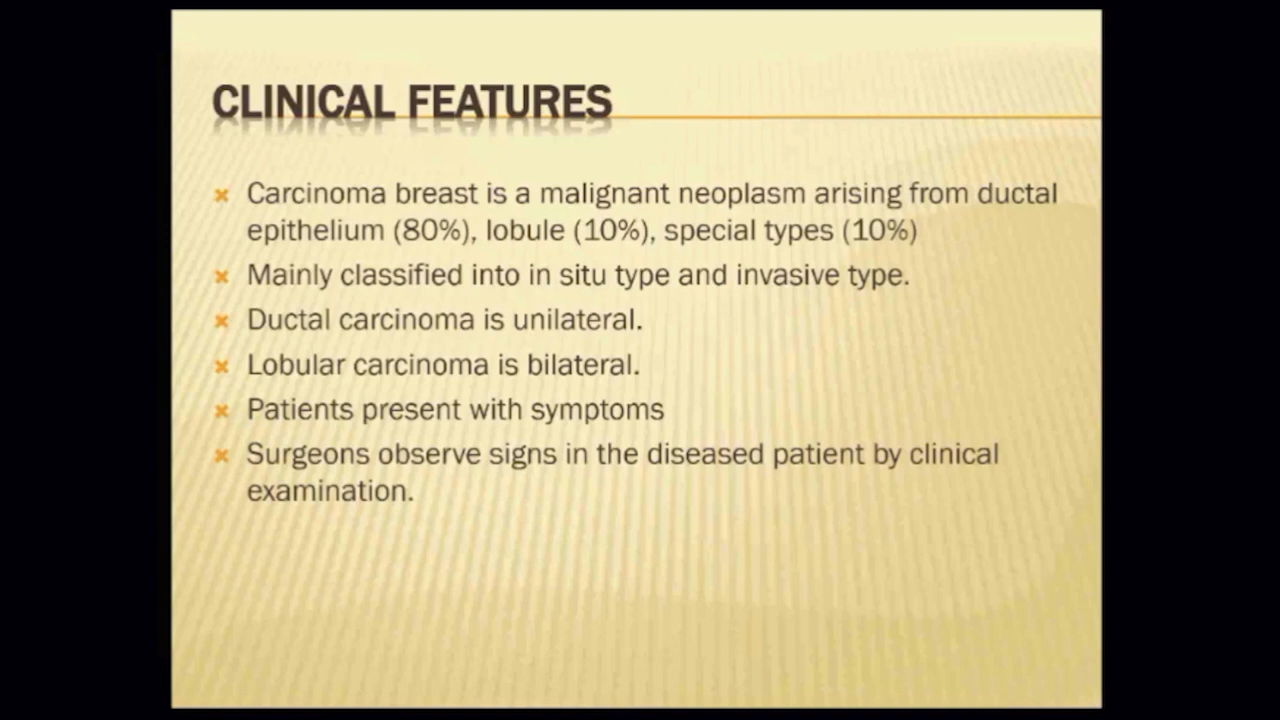 CLINICAL FEATURES
Carcinoma breast is a malignant neoplasm arising from ductal
epithelium (80%), lobule (10%), special types (10%)
Mainly classified into in situ type and invasive type.
Ductal carcinoma is unilateral.
Lobular carcinoma is bilateral.
Patients present with symptoms
Surgeons observe signs in the diseased patient by clinical
examination.